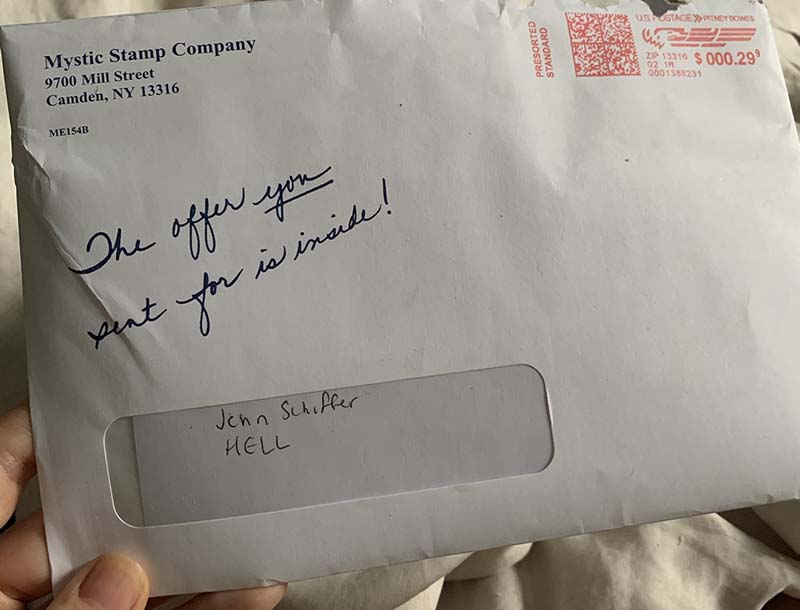 Mystic Stamp Company
9700 Mill Street
Camden, NY 13316
ME154B
PRESORTED
STANDARD
U.S. POSTAGE >> PITNEY BOWES
ZIP 13316 $ 000.29⁹
02 1R
0001388231
The offer you
sent for is inside!
John Schiffer
HELL